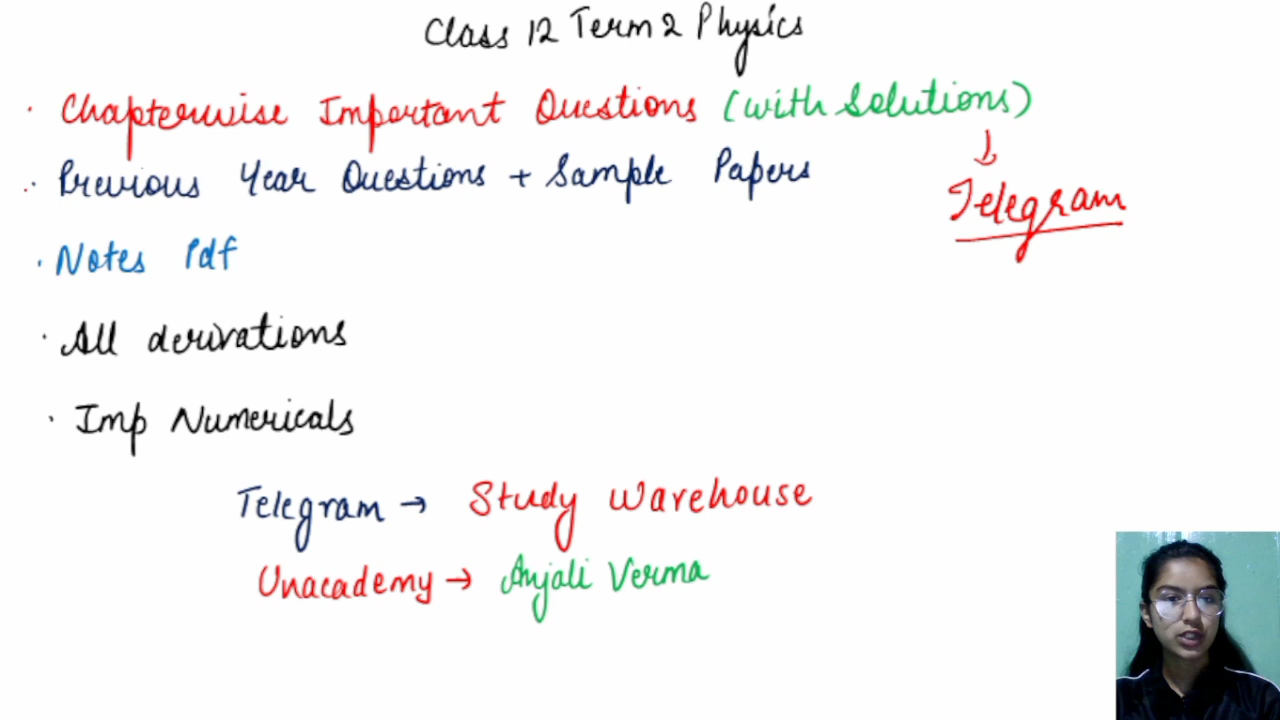 Class 12 Term 2 Physics
· Chapterwise Important Questions (with Solutions)
↓
Telegram
· Previous Year Questions + Sample Papers
· Notes Pdf
· All derivations
· Imp Numericals
Telegram → Study Warehouse
Unacademy → Anjali Verma